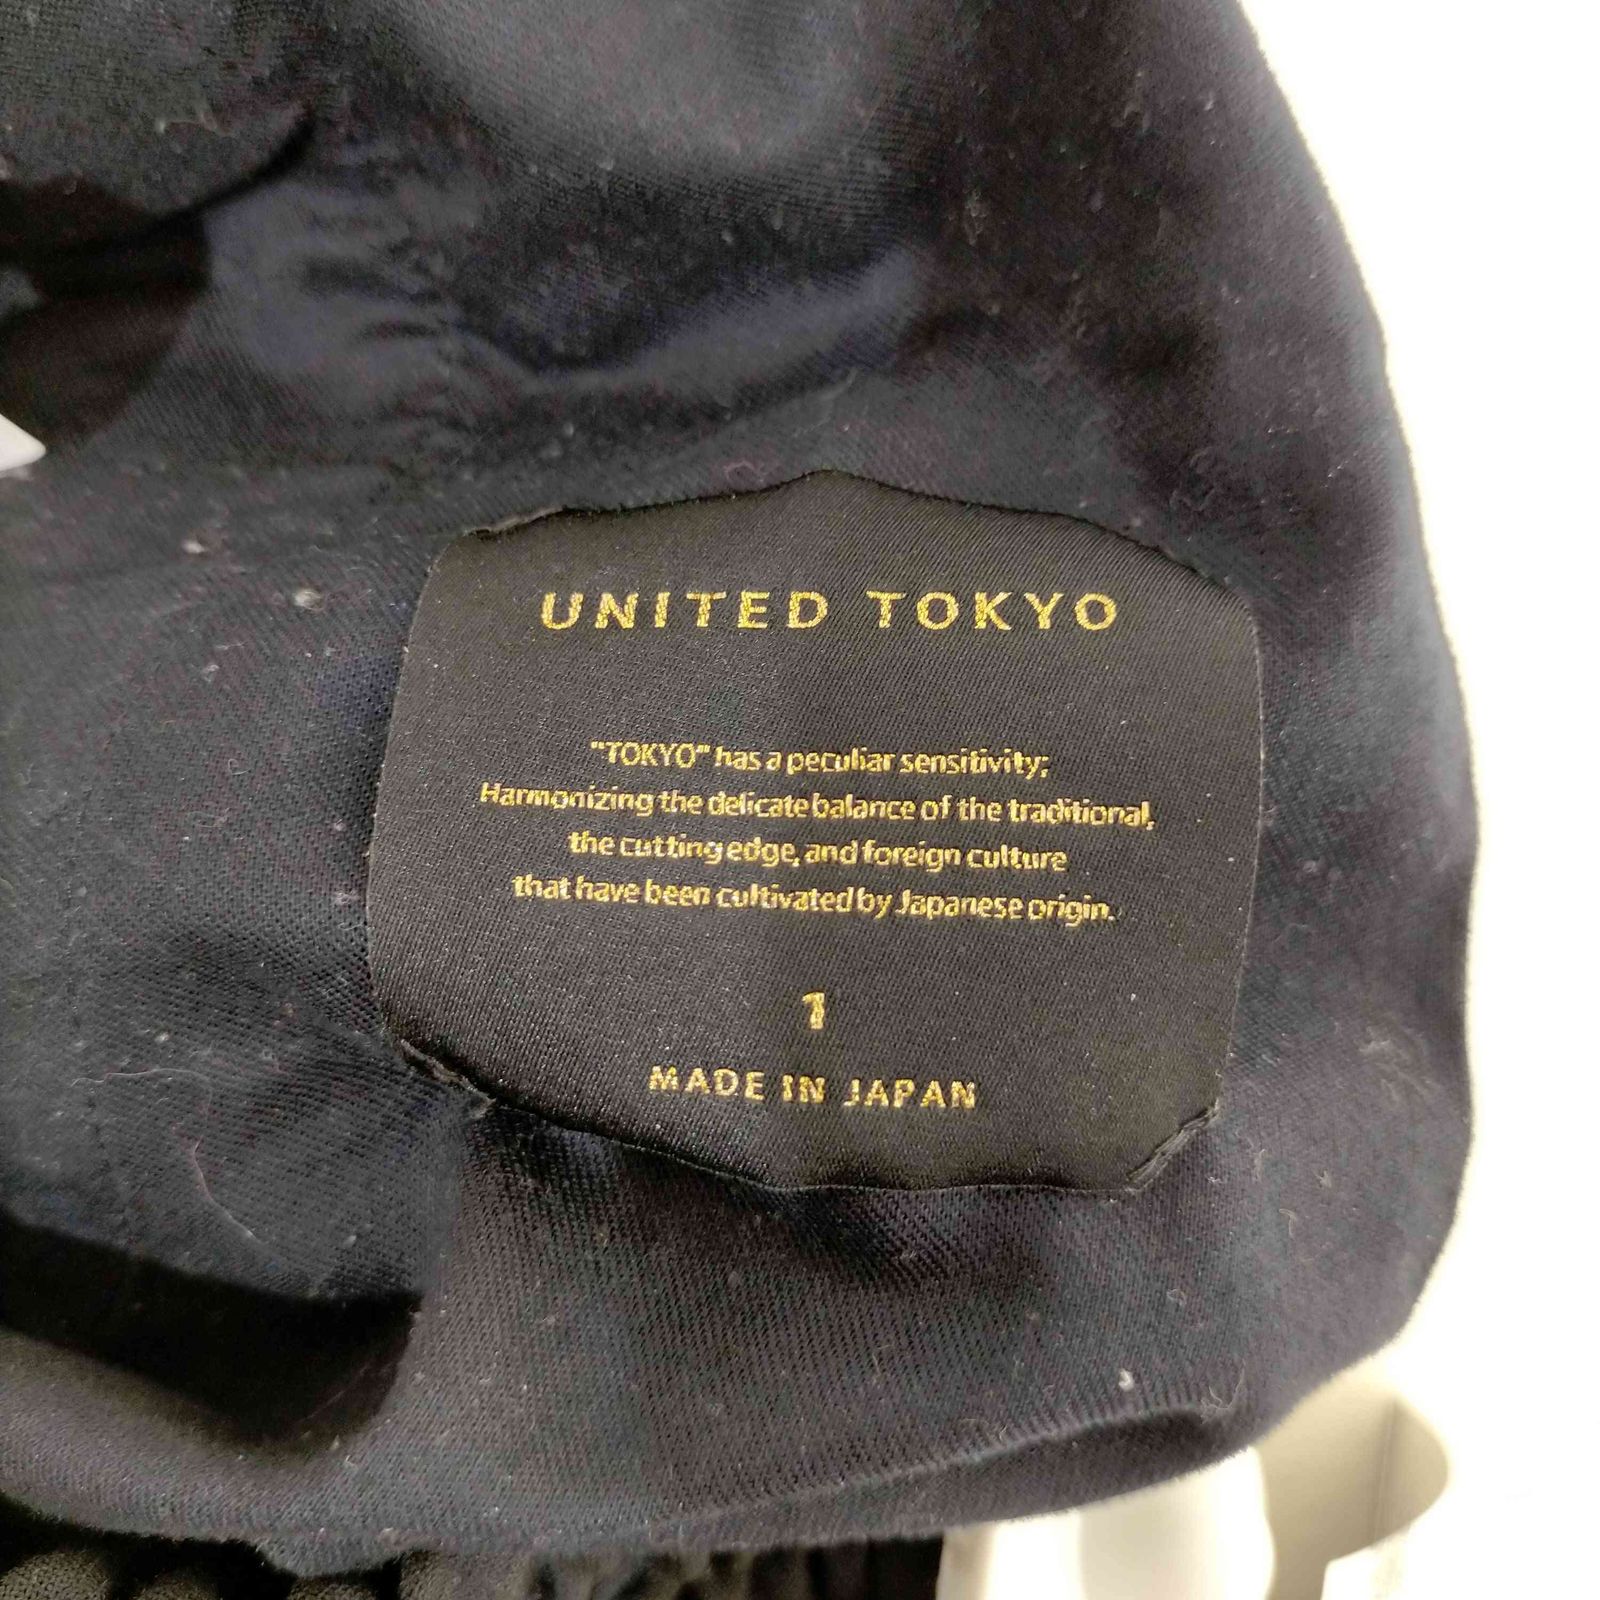 UNITED TOKYO
"TOKYO" has a peculiar sensitivity;
Harmonizing the delicate balance of the traditional,
the cutting edge, and foreign culture
that have been cultivated by Japanese origin.
1
MADE IN JAPAN